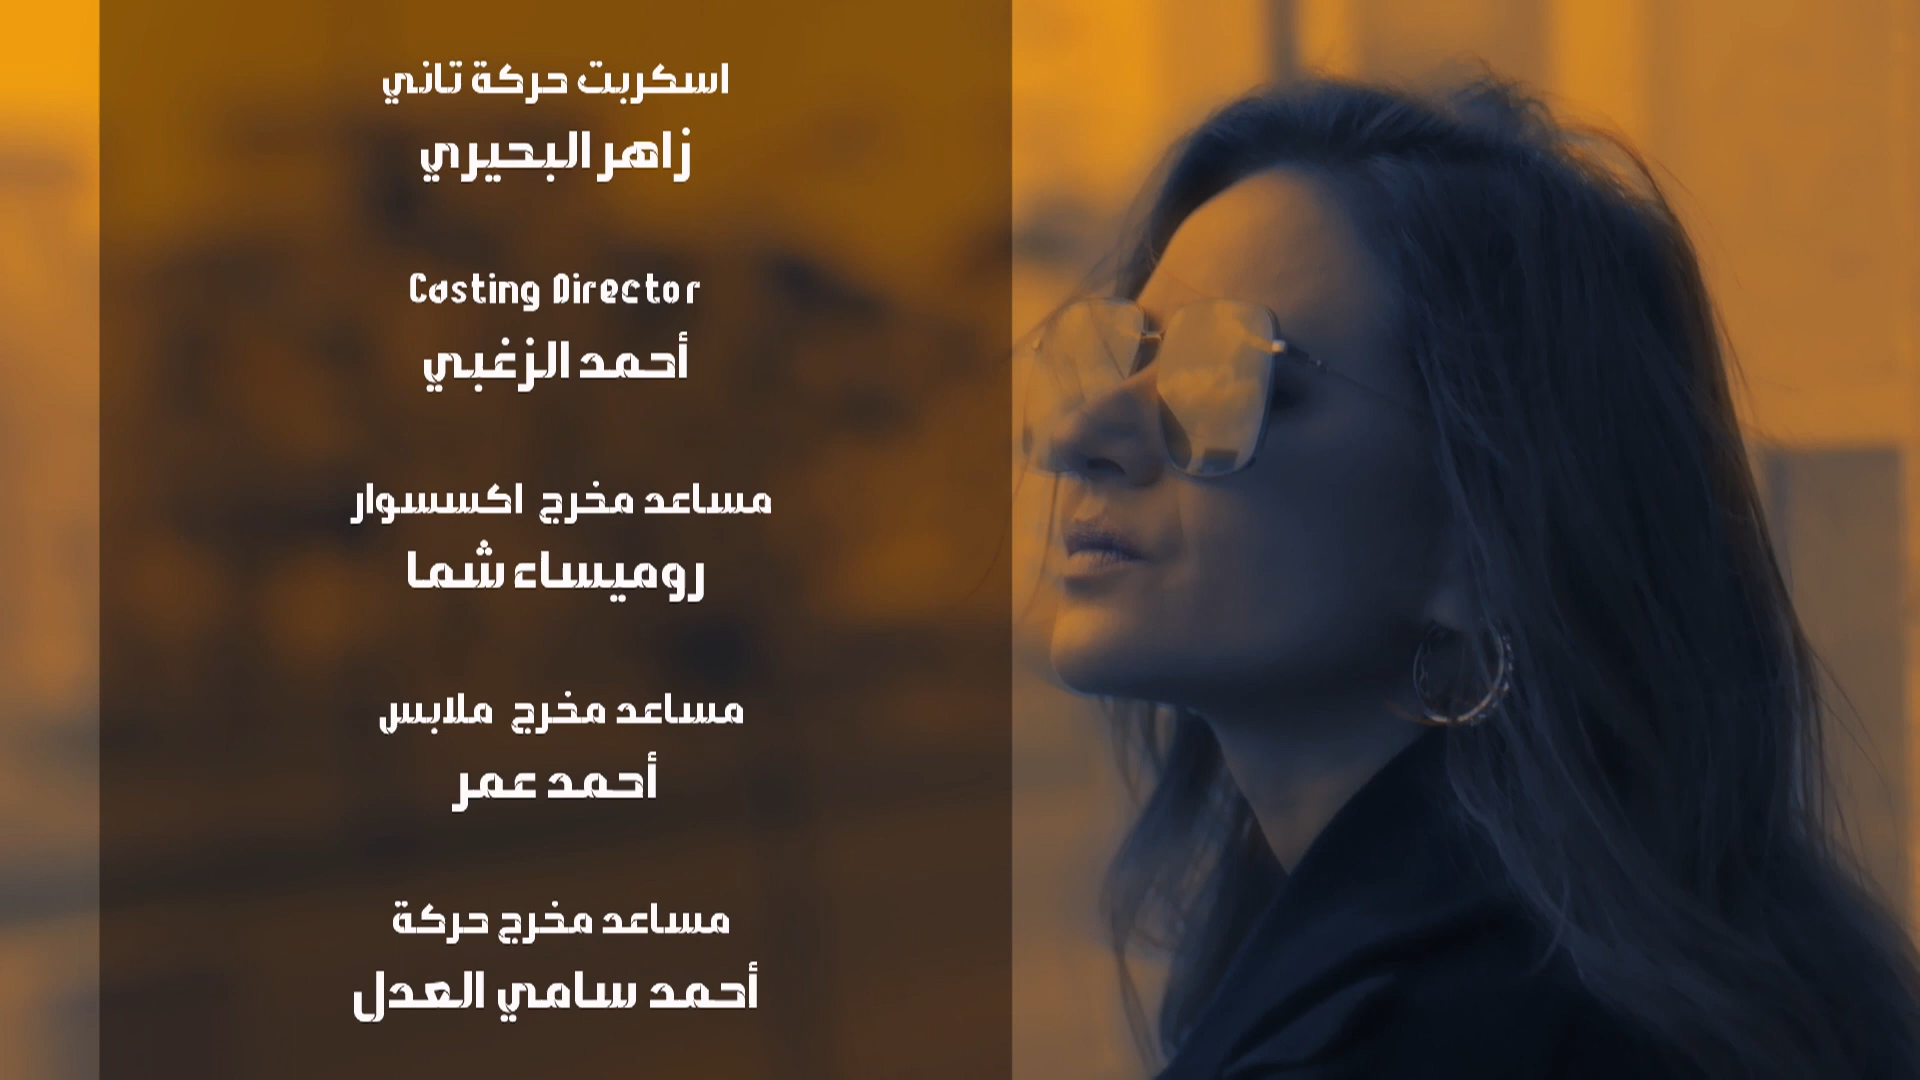 اسكربت حركة تاني
زاهر البحيري
Casting Director
أحمد الزغبي
مساعد مخرج اكسسوار
روميساء شما
مساعد مخرج ملابس
أحمد عمر
مساعد مخرج حركة
أحمد سامي العدل